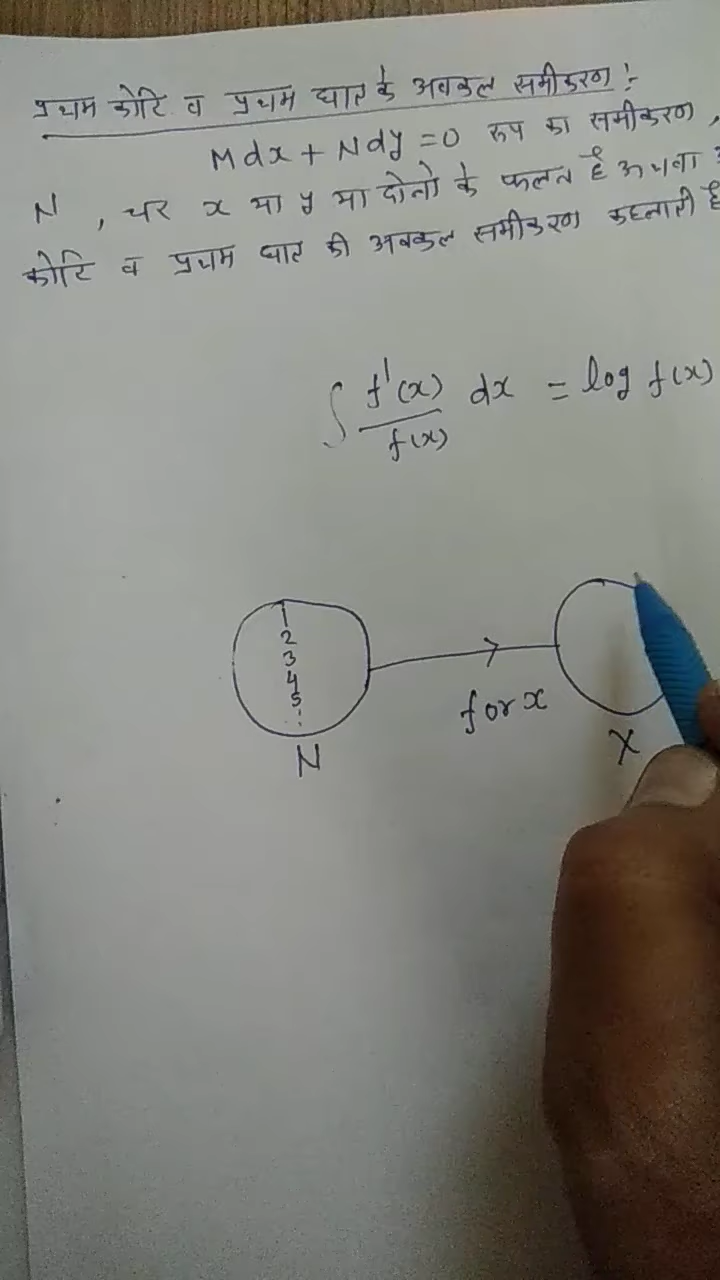 प्रथम कोटि व प्रथम घात के अवकल समीकरण :-
Mdx + Ndy = 0 रूप का समीकरण,
N , चर x या y या दोनो के फलन है अथवा
कोटि व प्रथम घात की अवकल समीकरण कहलाती है
∫ f'(x)/f(x) dx = log f(x)
1
2
3
4
5
:
N
f or x
X